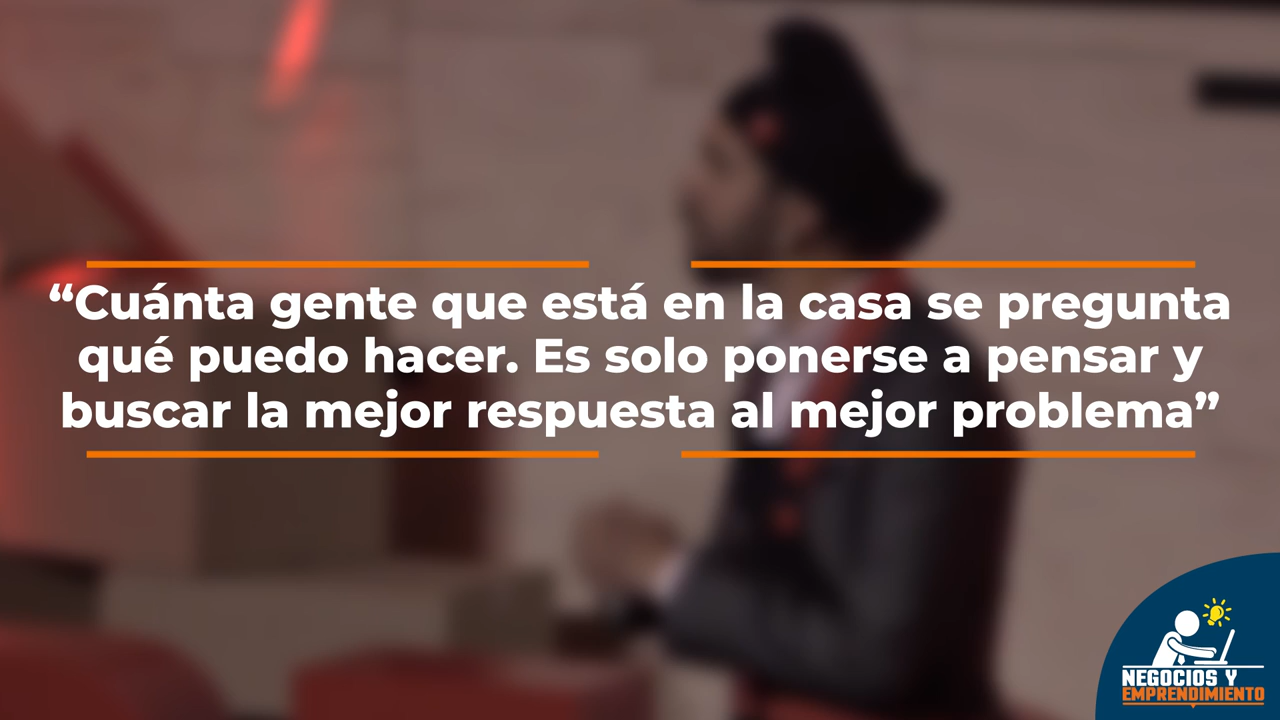 “Cuánta gente que está en la casa se pregunta
qué puedo hacer. Es solo ponerse a pensar y
buscar la mejor respuesta al mejor problema”
NEGOCIOS Y
EMPRENDIMIENTO